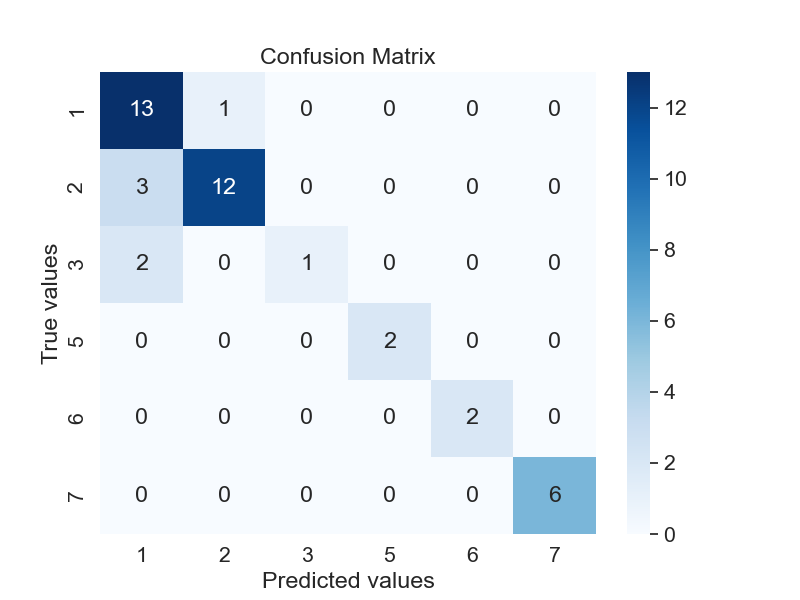 Confusion Matrix
1 13 1 0 0 0 0
2 3 12 0 0 0 0
3 2 0 1 0 0 0
5 0 0 0 2 0 0
6 0 0 0 0 2 0
7 0 0 0 0 0 6
1 2 3 5 6 7
Predicted values
True values
12
10
8
6
4
2
0